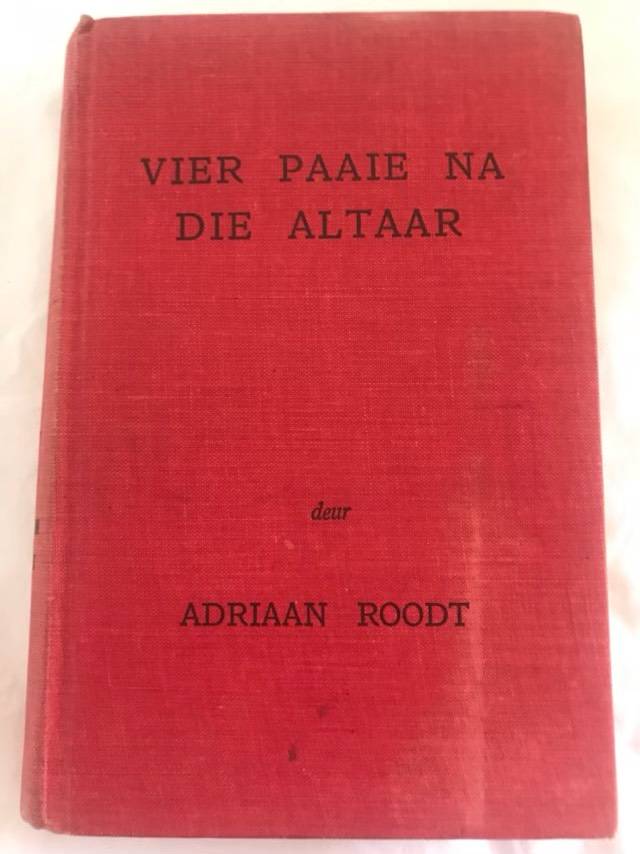 VIER PAAIE NA
DIE ALTAAR
deur
ADRIAAN ROODT